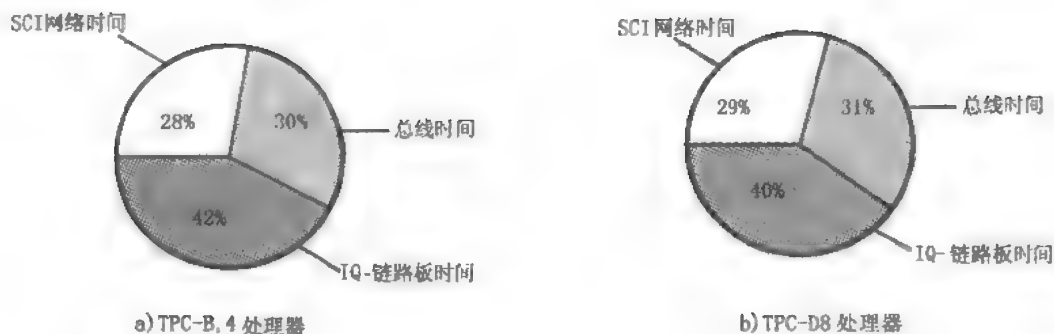 SCI网络时间
28%
30%
总线时间
42%
IQ-链路板时间
a)TPC-B,4处理器
SCI网络时间
29%
31%
总线时间
40%
IQ-链路板时间
b)TPC-D8处理器